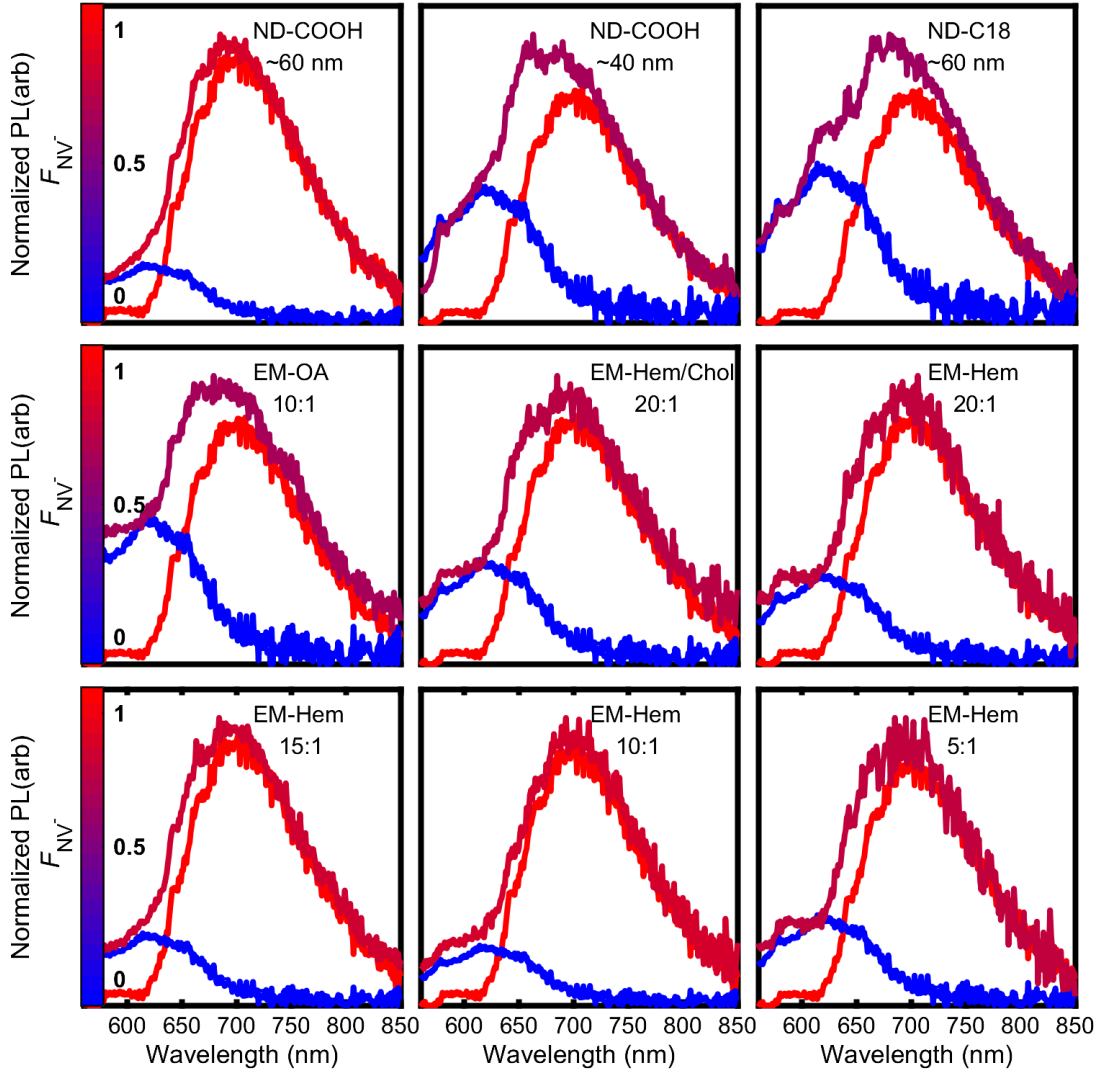 Normalized PL(arb)
F NV-
1
0.5
0
ND-COOH
~60 nm
ND-COOH
~40 nm
ND-C18
~60 nm
Normalized PL(arb)
F NV-
1
0.5
0
EM-OA
10:1
EM-Hem/Chol
20:1
EM-Hem
20:1
Normalized PL(arb)
F NV-
1
0.5
0
EM-Hem
15:1
EM-Hem
10:1
EM-Hem
5:1
600 650 700 750 800 850
600 650 700 750 800 850
600 650 700 750 800 850
Wavelength (nm)
Wavelength (nm)
Wavelength (nm)